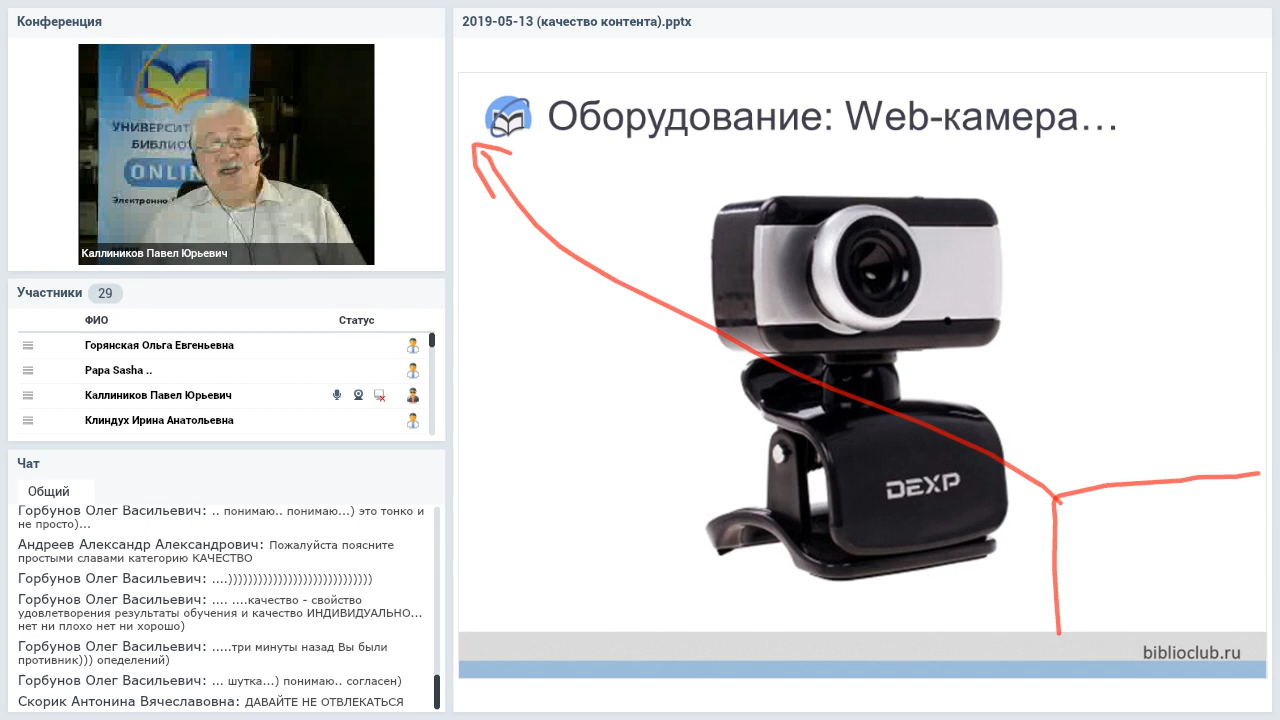 Конференция
УНИВЕРСИТ
БИБЛИО
ONLIN
Электронно
Каллиников Павел Юрьевич
Участники 29
ФИО Статус
Горянская Ольга Евгеньевна
Papa Sasha ..
Каллиников Павел Юрьевич
Клиндух Ирина Анатольевна
Чат
Общий
Горбунов Олег Васильевич: .. понимаю.. понимаю...) это тонко и
не просто)...
Андреев Александр Александрович: Пожалуйста поясните
простыми славами категорию КАЧЕСТВО
Горбунов Олег Васильевич: ....)))))))))))))))))))))))))))))
Горбунов Олег Васильевич: .... ....качество - свойство
удовлетворения результаты обучения и качество ИНДИВИДУАЛЬНО...
нет ни плохо нет ни хорошо)
Горбунов Олег Васильевич: .....три минуты назад Вы были
противник))) опеделений)
Горбунов Олег Васильевич: ... шутка...) понимаю.. согласен)
Скорик Антонина Вячеславовна: ДАВАЙТЕ НЕ ОТВЛЕКАТЬСЯ
2019-05-13 (качество контента).pptx
Оборудование: Web-камера...
DEXP
biblioclub.ru